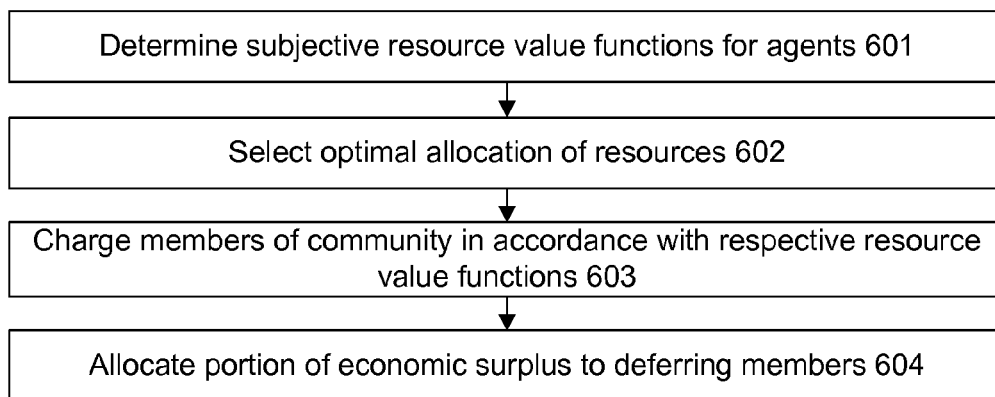 Determine subjective resource value functions for agents 601
Select optimal allocation of resources 602
Charge members of community in accordance with respective resource
value functions 603
Allocate portion of economic surplus to deferring members 604